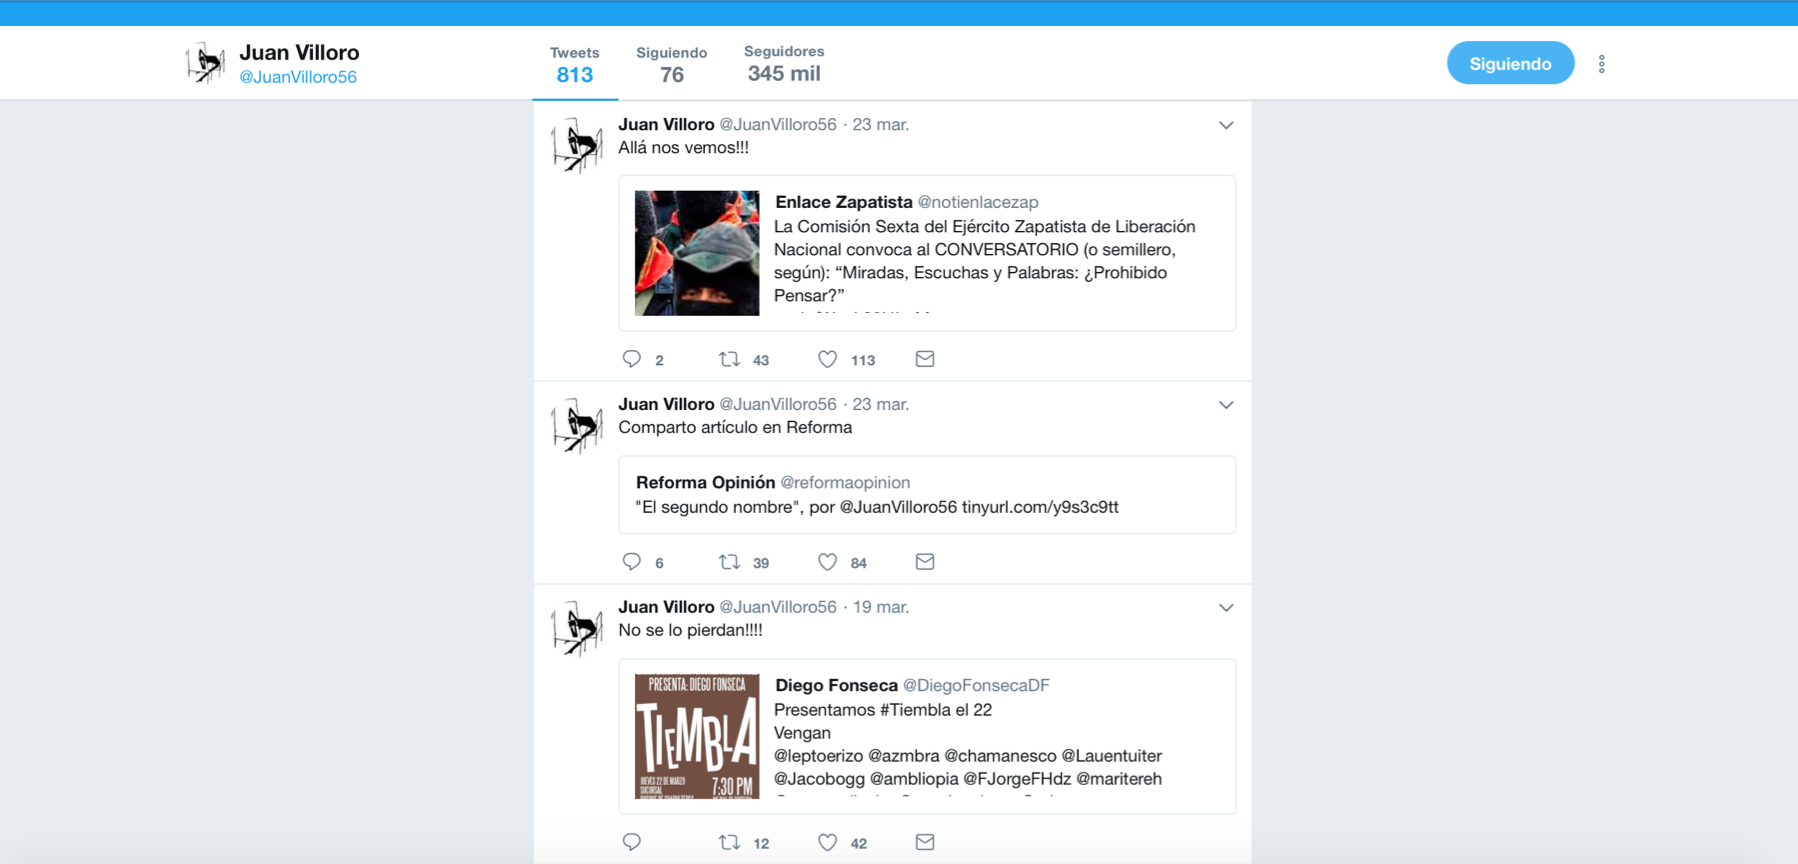 Juan Villoro
@JuanVilloro56
Tweets
813
Siguiendo
76
Seguidores
345 mil
Siguiendo
Juan Villoro @JuanVilloro56 · 23 mar.
Allá nos vemos!!!
Enlace Zapatista @notienlacezap
La Comisión Sexta del Ejército Zapatista de Liberación
Nacional convoca al CONVERSATORIO (o semillero,
según): “Miradas, Escuchas y Palabras: ¿Prohibido
Pensar?”
2 43 113
Juan Villoro @JuanVilloro56 · 23 mar.
Comparto artículo en Reforma
Reforma Opinión @reformaopinion
"El segundo nombre", por @JuanVilloro56 tinyurl.com/y9s3c9tt
6 39 84
Juan Villoro @JuanVilloro56 · 19 mar.
No se lo pierdan!!!!
PRESENTA: DIEGO FONSECA
TIEMBLA
JUEVES 22 DE MARZO
SUCURSAL
7:30 PM
Diego Fonseca @DiegoFonsecaDF
Presentamos #Tiembla el 22
Vengan
@leptoerizo @azmbra @chamanesco @Lauentuiter
@Jacobogg @ambliopia @FJorgeFHdz @maritereh
12 42